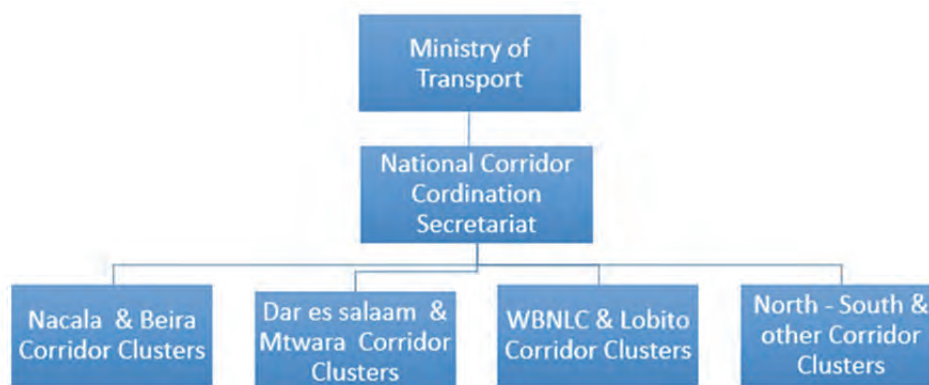 Ministry of
Transport
National Corridor
Cordination
Secretariat
Nacala & Beira
Corridor Clusters
Dar es salaam &
Mtwara Corridor
Clusters
WBNLC & Lobito
Corridor Clusters
North - South &
other Corridor
Clusters